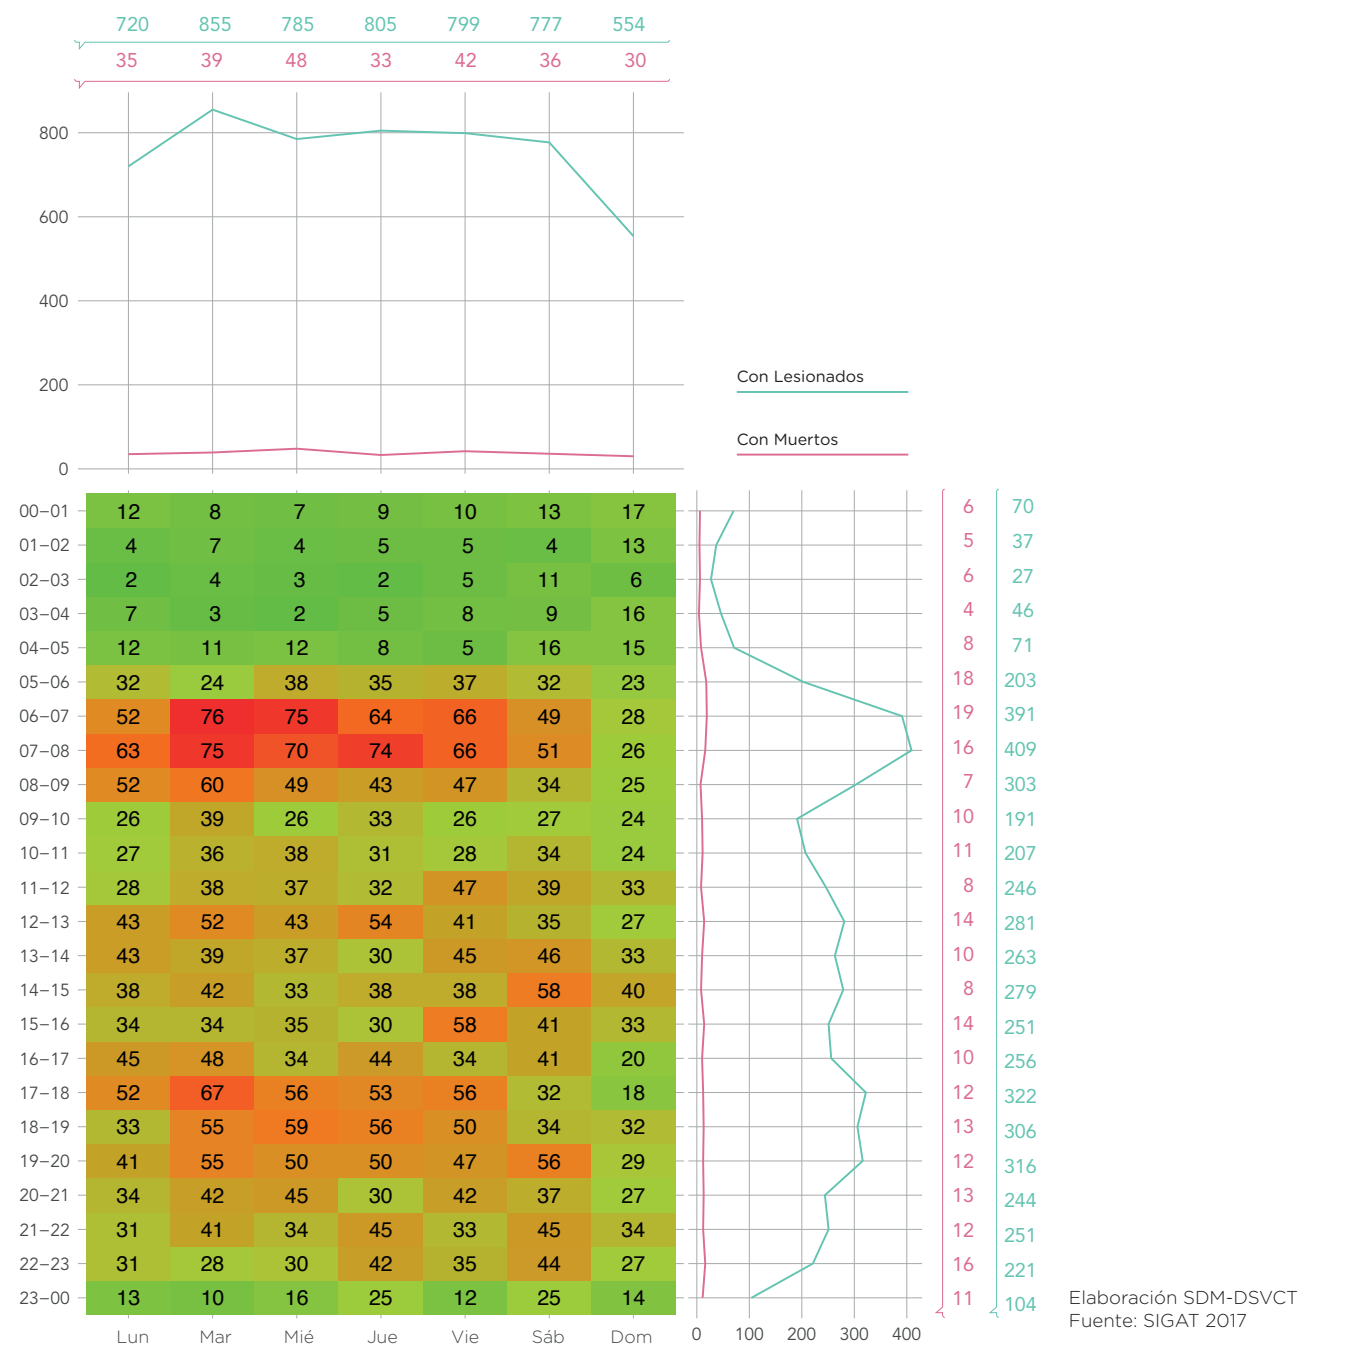 720 855 785 805 799 777 554
35 39 48 33 42 36 30
800
600
400
200
0
Con Lesionados
Con Muertos
00–01 12 8 7 9 10 13 17 6 70
01–02 4 7 4 5 5 4 13 5 37
02–03 2 4 3 2 5 11 6 6 27
03–04 7 3 2 5 8 9 16 4 46
04–05 12 11 12 8 5 16 15 8 71
05–06 32 24 38 35 37 32 23 18 203
06–07 52 76 75 64 66 49 28 19 391
07–08 63 75 70 74 66 51 26 16 409
08–09 52 60 49 43 47 34 25 7 303
09–10 26 39 26 33 26 27 24 10 191
10–11 27 36 38 31 28 34 24 11 207
11–12 28 38 37 32 47 39 33 8 246
12–13 43 52 43 54 41 35 27 14 281
13–14 43 39 37 30 45 46 33 10 263
14–15 38 42 33 38 38 58 40 8 279
15–16 34 34 35 30 58 41 33 14 251
16–17 45 48 34 44 34 41 20 10 256
17–18 52 67 56 53 56 32 18 12 322
18–19 33 55 59 56 50 34 32 13 306
19–20 41 55 50 50 47 56 29 12 316
20–21 34 42 45 30 42 37 27 13 244
21–22 31 41 34 45 33 45 34 12 251
22–23 31 28 30 42 35 44 27 16 221
23–00 13 10 16 25 12 25 14 11 104
Lun Mar Mié Jue Vie Sáb Dom 0 100 200 300 400
Elaboración SDM-DSVCT
Fuente: SIGAT 2017